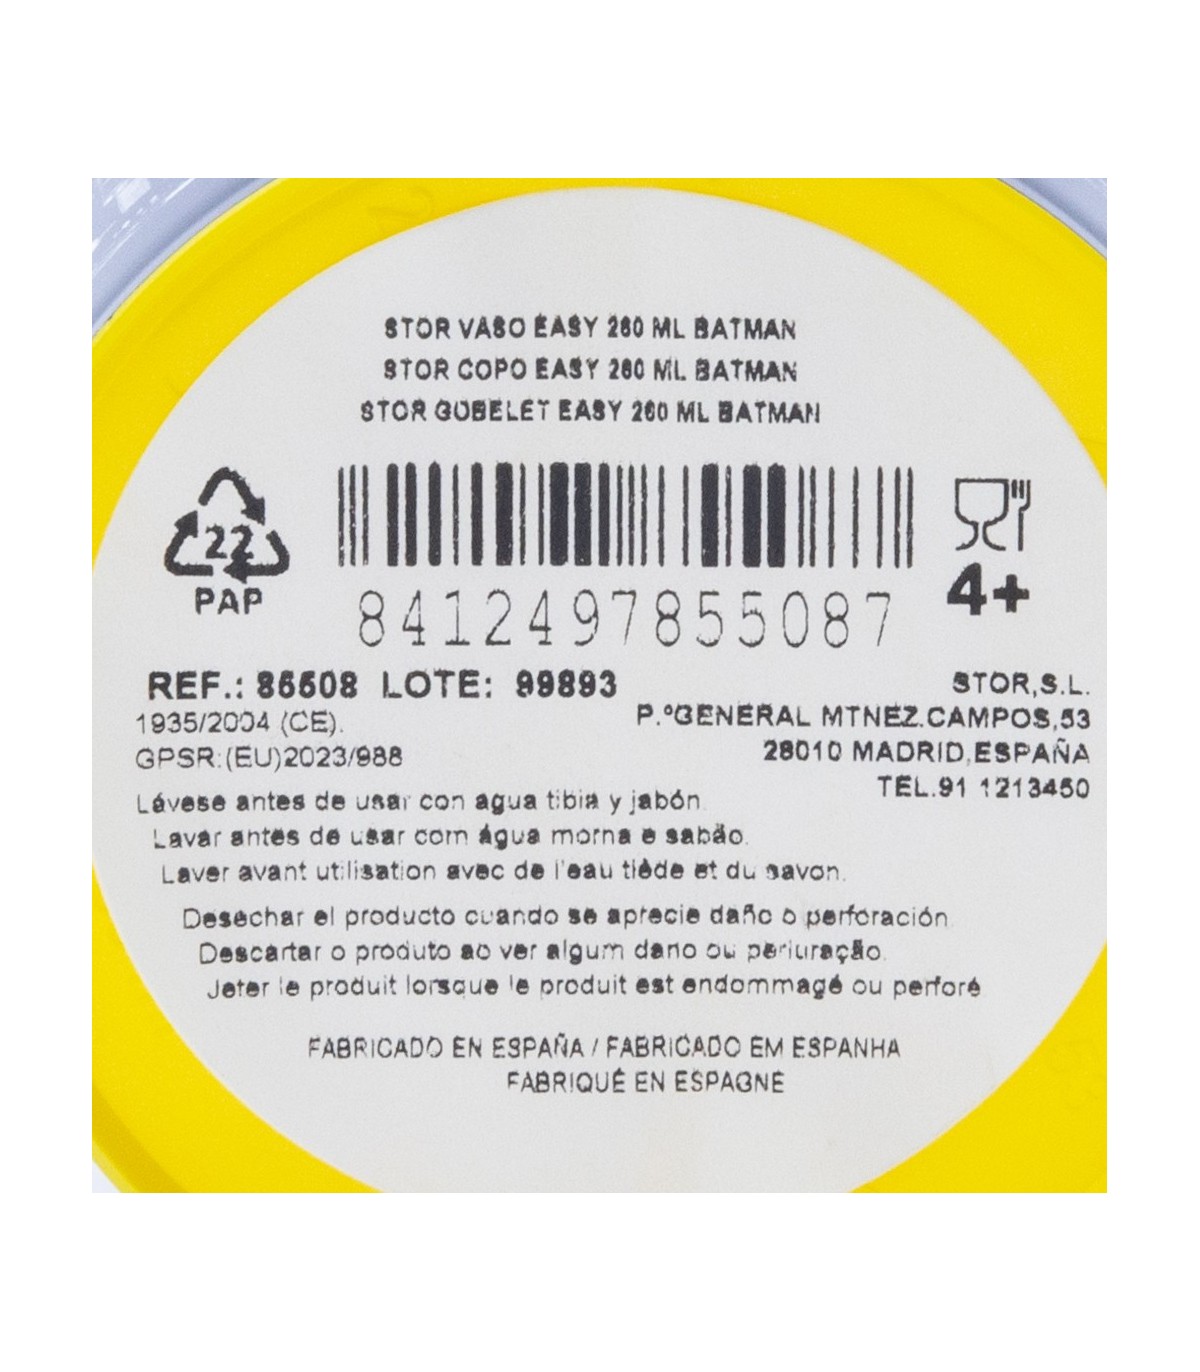 STOR VASO EASY 260 ML BATMAN
STOR COPO EASY 260 ML BATMAN
STOR GOBELET EASY 260 ML BATMAN
22
PAP
8412497855087
4+
REF.: 85508 LOTE: 99893
1935/2004 (CE).
GPSR:(EU)2023/988
STOR,S.L.
P.ºGENERAL MTNEZ.CAMPOS,53
28010 MADRID,ESPAÑA
TEL.91 1213450
Lávese antes de usar con agua tibia y jabón.
Lavar antes de usar com água morna e sabão.
Laver avant utilisation avec de l'eau tiède et du savon.
Desechar el producto cuando se aprecie daño o perforación.
Descartar o produto ao ver algum dano ou perfuração.
Jeter le produit lorsque le produit est endommagé ou perforé
FABRICADO EN ESPAÑA / FABRICADO EM ESPANHA
FABRIQUÉ EN ESPAGNE